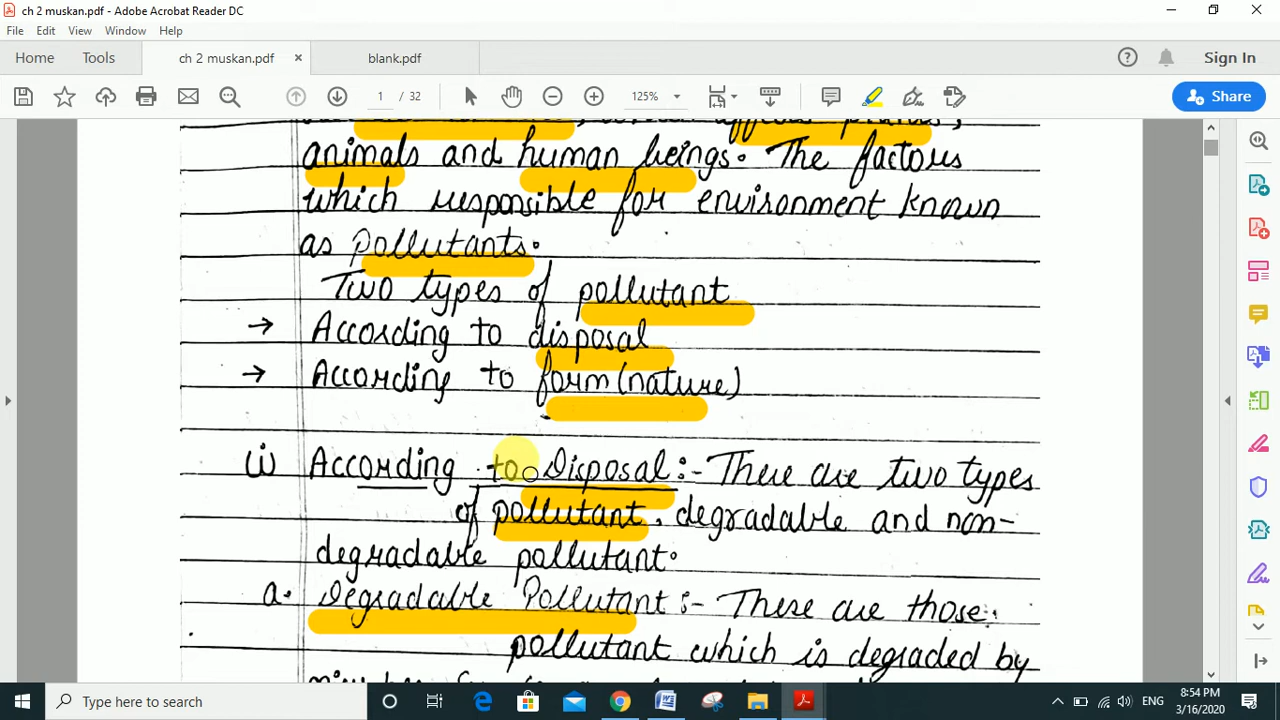 ch 2 muskan.pdf - Adobe Acrobat Reader DC
File Edit View Window Help
Home Tools ch 2 muskan.pdf × blank.pdf Sign In
1 / 32 125% Share
animals and human beings. The factors
which responsible for environment known
as pollutants.
Two types of pollutant
→ According to disposal
→ According to form (nature)
(i) According to Disposal :- There are two types
of pollutant, degradable and non-
degradable pollutant.
a. Degradable Pollutant :- These are those
pollutant which is degraded by
Type here to search
ENG
8:54 PM
3/16/2020